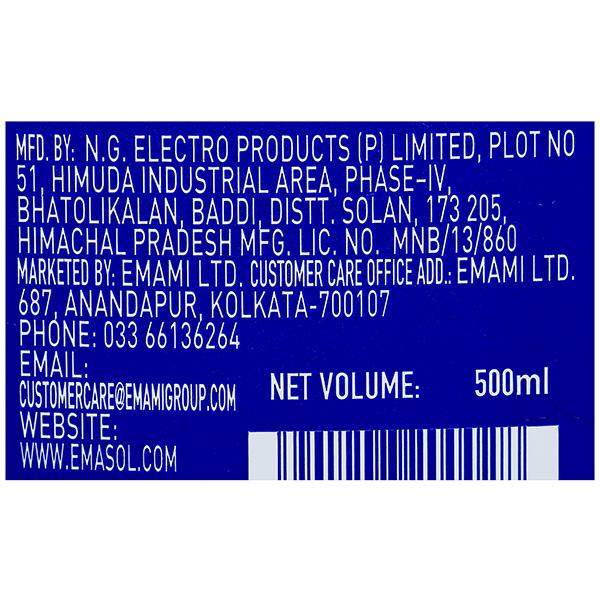 MFD. BY: N.G. ELECTRO PRODUCTS (P) LIMITED, PLOT NO
51, HIMUDA INDUSTRIAL AREA, PHASE-IV,
BHATOLIKALAN, BADDI, DISTT. SOLAN, 173 205,
HIMACHAL PRADESH MFG. LIC. NO. MNB/13/860
MARKETED BY: EMAMI LTD. CUSTOMER CARE OFFICE ADD.: EMAMI LTD.
687, ANANDAPUR, KOLKATA-700107
PHONE: 033 66136264
EMAIL:
CUSTOMERCARE@EMAMIGROUP.COM
WEBSITE:
WWW.EMASOL.COM
NET VOLUME: 500ml